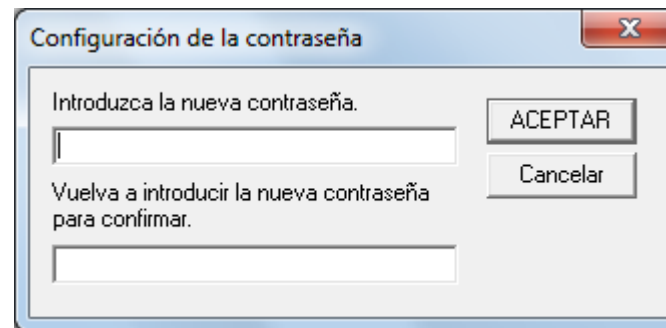 Configuración de la contraseña
Introduzca la nueva contraseña.
ACEPTAR
Cancelar
Vuelva a introducir la nueva contraseña
para confirmar.